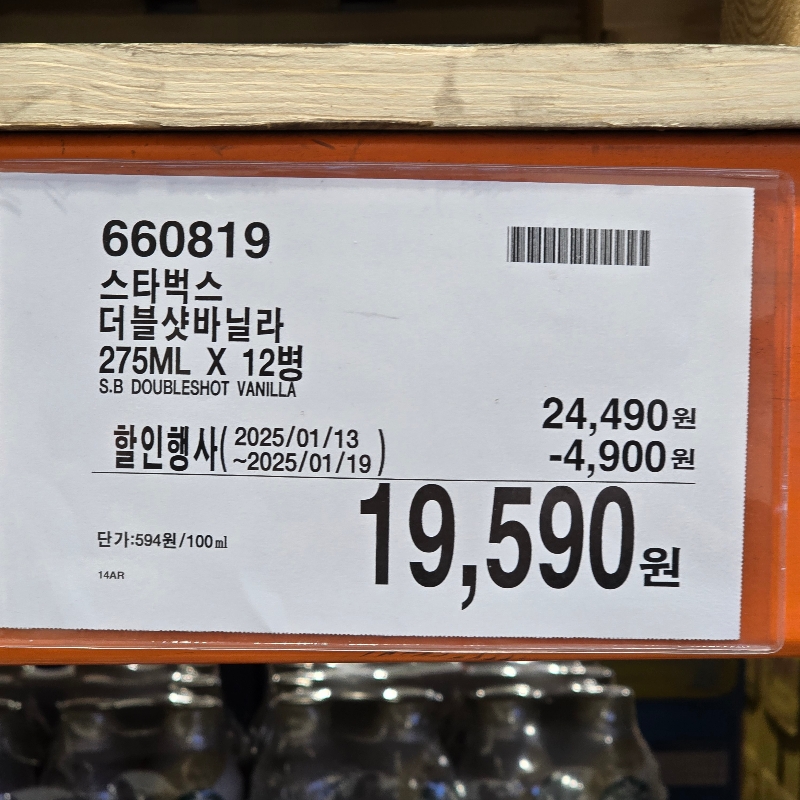 660819
스타벅스
더블샷바닐라
275ML X 12병
S.B DOUBLESHOT VANILLA
24,490원
할인행사( 2025/01/13
~2025/01/19 )
-4,900원
19,590원
단가:594원/100㎖
14AR